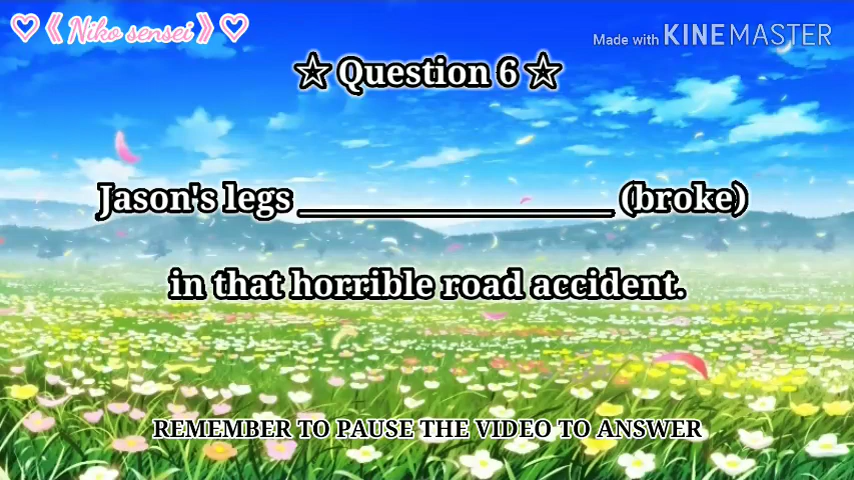 ♡《 Niko sensei 》♡
Made with KINEMASTER
☆ Question 6 ☆
Jason's legs _________________ (broke)
in that horrible road accident.
REMEMBER TO PAUSE THE VIDEO TO ANSWER